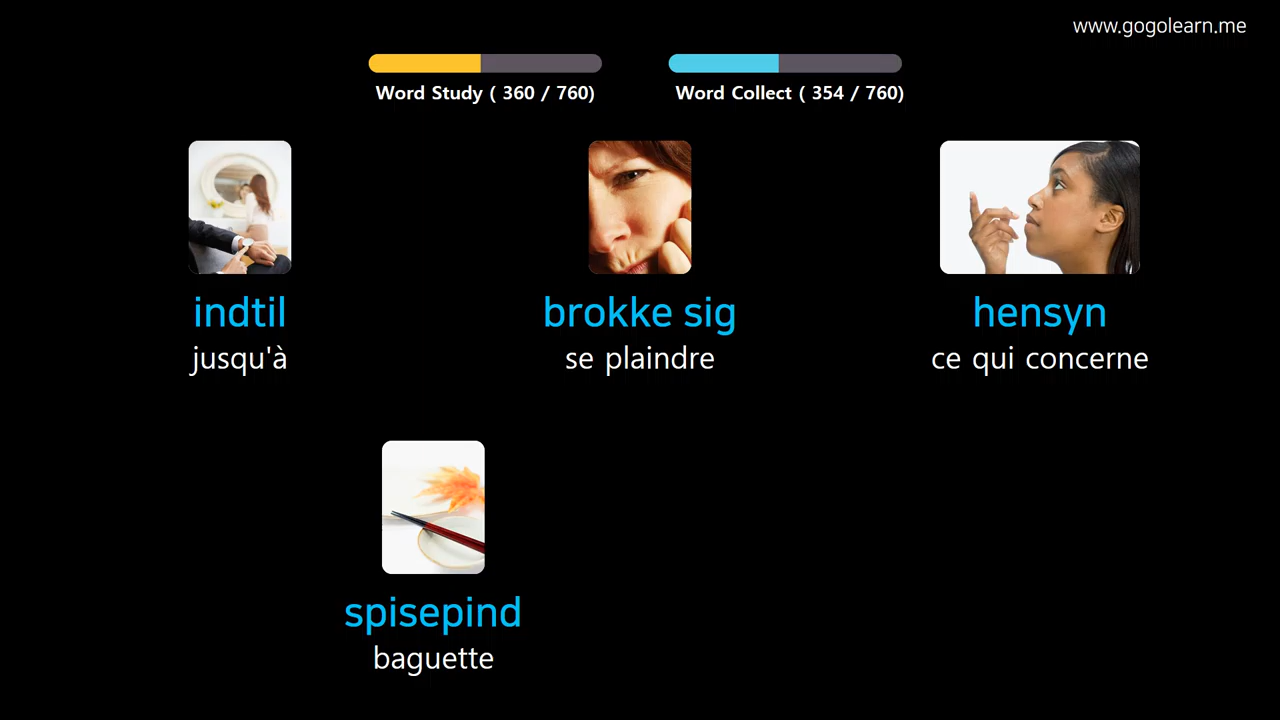 www.gogolearn.me
Word Study ( 360 / 760)
Word Collect ( 354 / 760)
indtil
jusqu'à
brokke sig
se plaindre
hensyn
ce qui concerne
spisepind
baguette